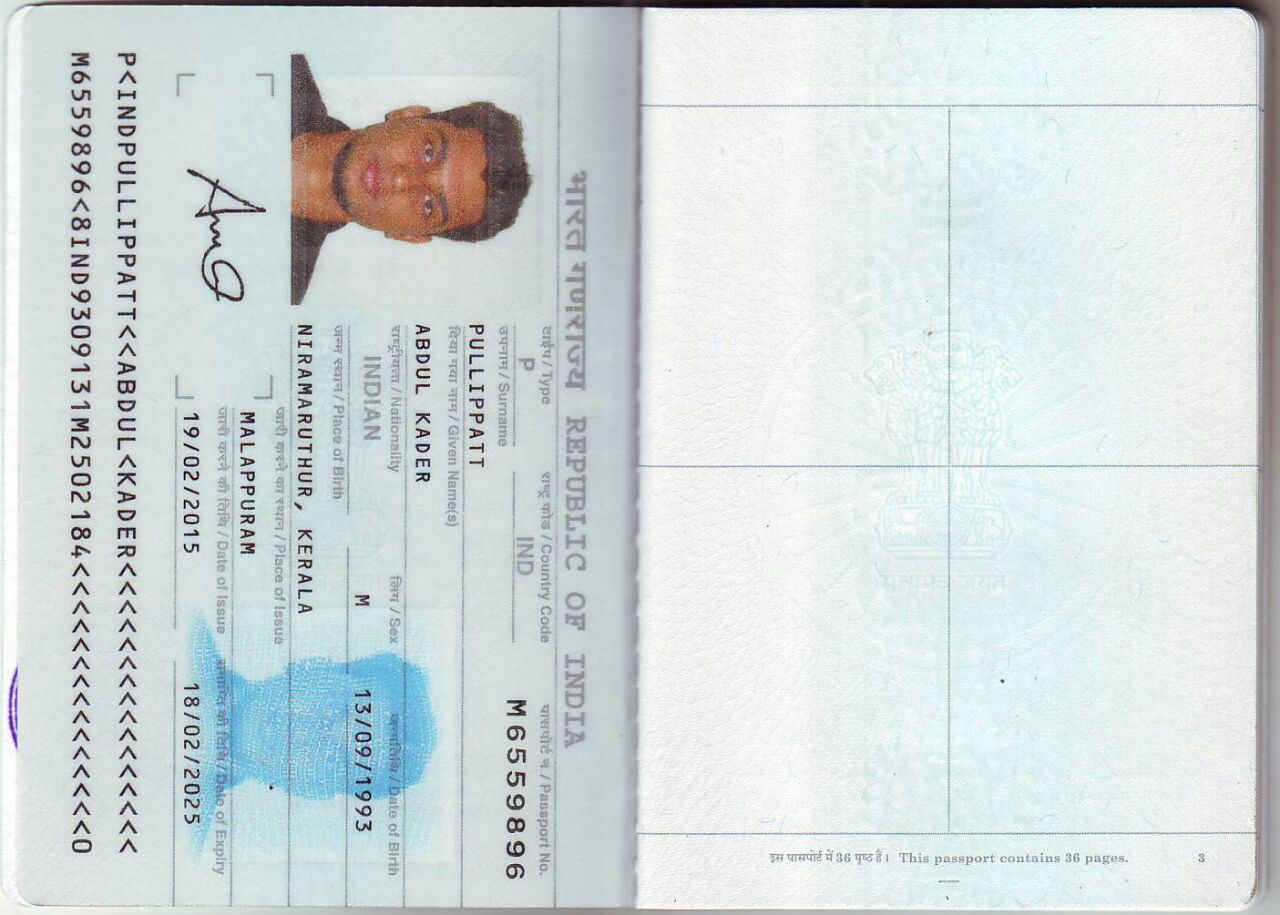 भारत गणराज्य REPUBLIC OF INDIA
टाईप / Type राष्ट्र कोड / Country Code पासपोर्ट न / Passport No.
P IND M6559896
उपनाम / Surname
PULLIPPATT
दिया गया नाम / Given Name(s)
ABDUL KADER
राष्ट्रीयता / Nationality लिंग / Sex जन्मतिथि / Date of Birth
INDIAN M 13/09/1993
जन्म स्थान / Place of Birth
NIRAMARUTHUR, KERALA
जारी करने का स्थान / Place of Issue
MALAPPURAM
जारी करने की तिथि / Date of Issue समाप्ति की तिथि / Date of Expiry
19/02/2015 18/02/2025
P<INDPULLIPPATT<<ABDUL<KADER<<<<<<<<<<<<<<<<
M6559896<8IND9309131M2502184<<<<<<<<<<<<<<<0
सत्यमेव जयते
इस पासपोर्ट में 36 पृष्ठ हैं। This passport contains 36 pages. 3